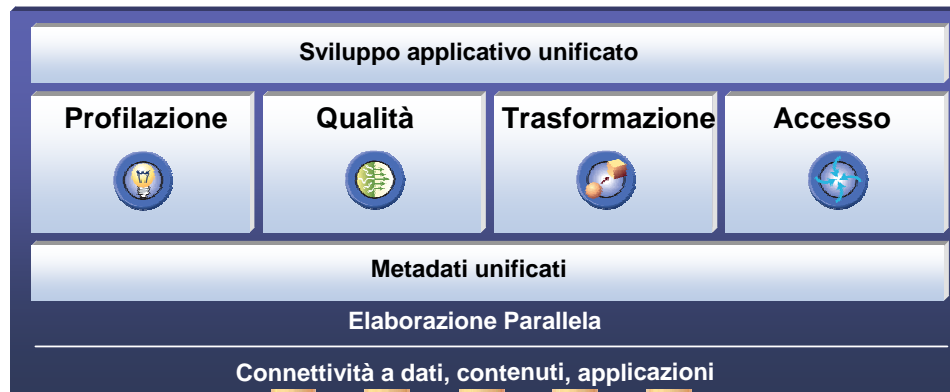 Sviluppo applicativo unificato
Profilazione
Qualità
Trasformazione
Accesso
Metadati unificati
Elaborazione Parallela
Connettività a dati, contenuti, applicazioni